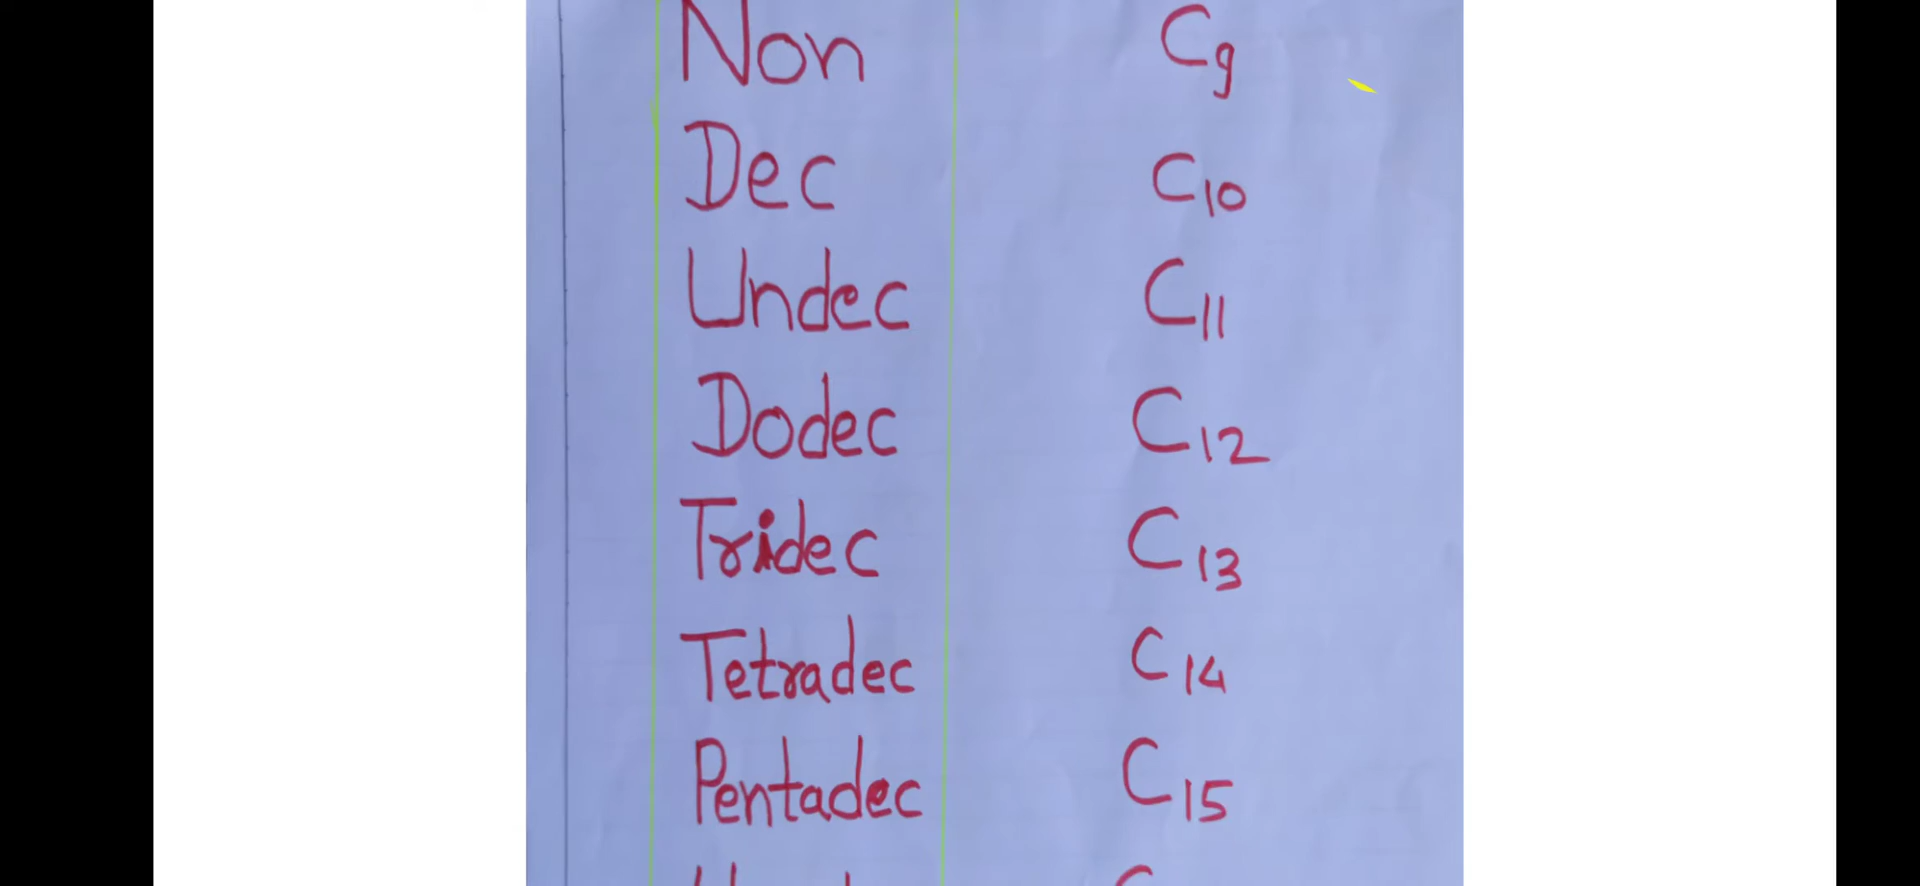 Non C9
Dec C10
Undec C11
Dodec C12
Tridec C13
Tetradec C14
Pentadec C15